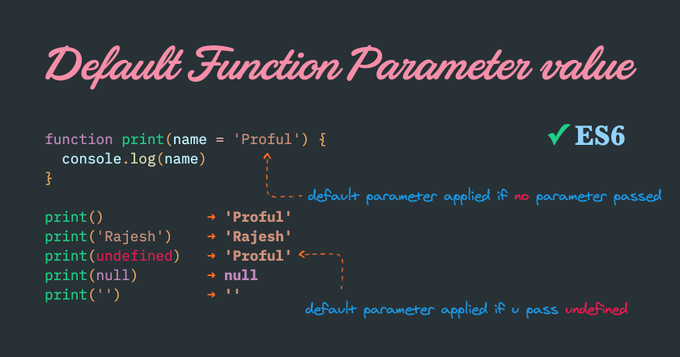 Default Function Parameter value
✔ ES6
function print(name = 'Proful') {
  console.log(name)
}
default parameter applied if no parameter passed
print() → 'Proful'
print('Rajesh') → 'Rajesh'
print(undefined) → 'Proful'
print(null) → null
print('') → ''
default parameter applied if u pass undefined